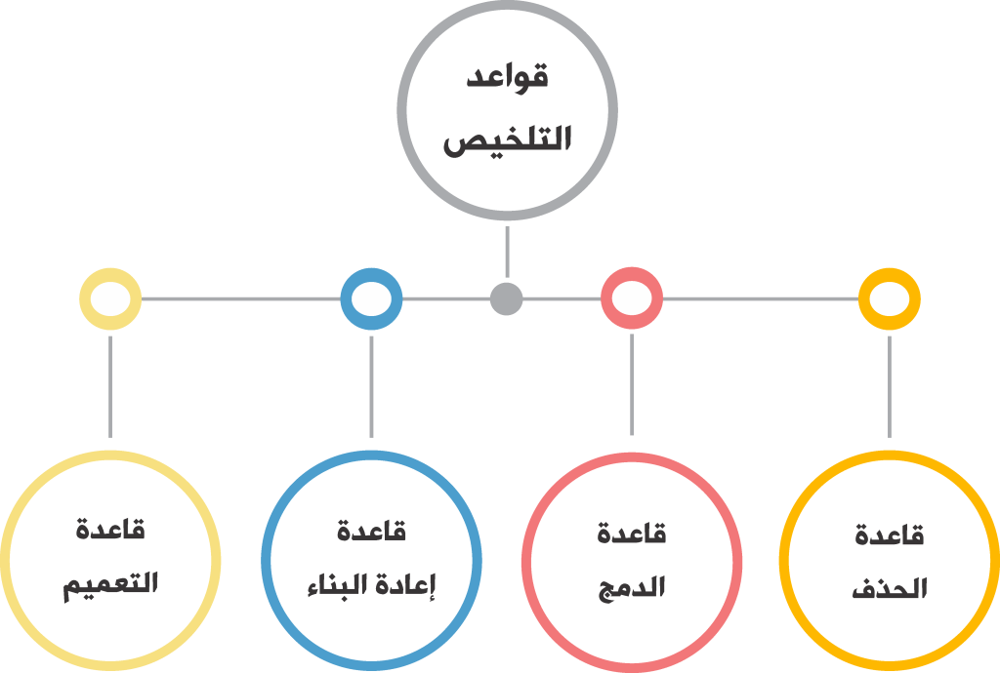 قواعد
التلخيص
قاعدة
الحذف
قاعدة
الدمج
قاعدة
إعادة البناء
قاعدة
التعميم